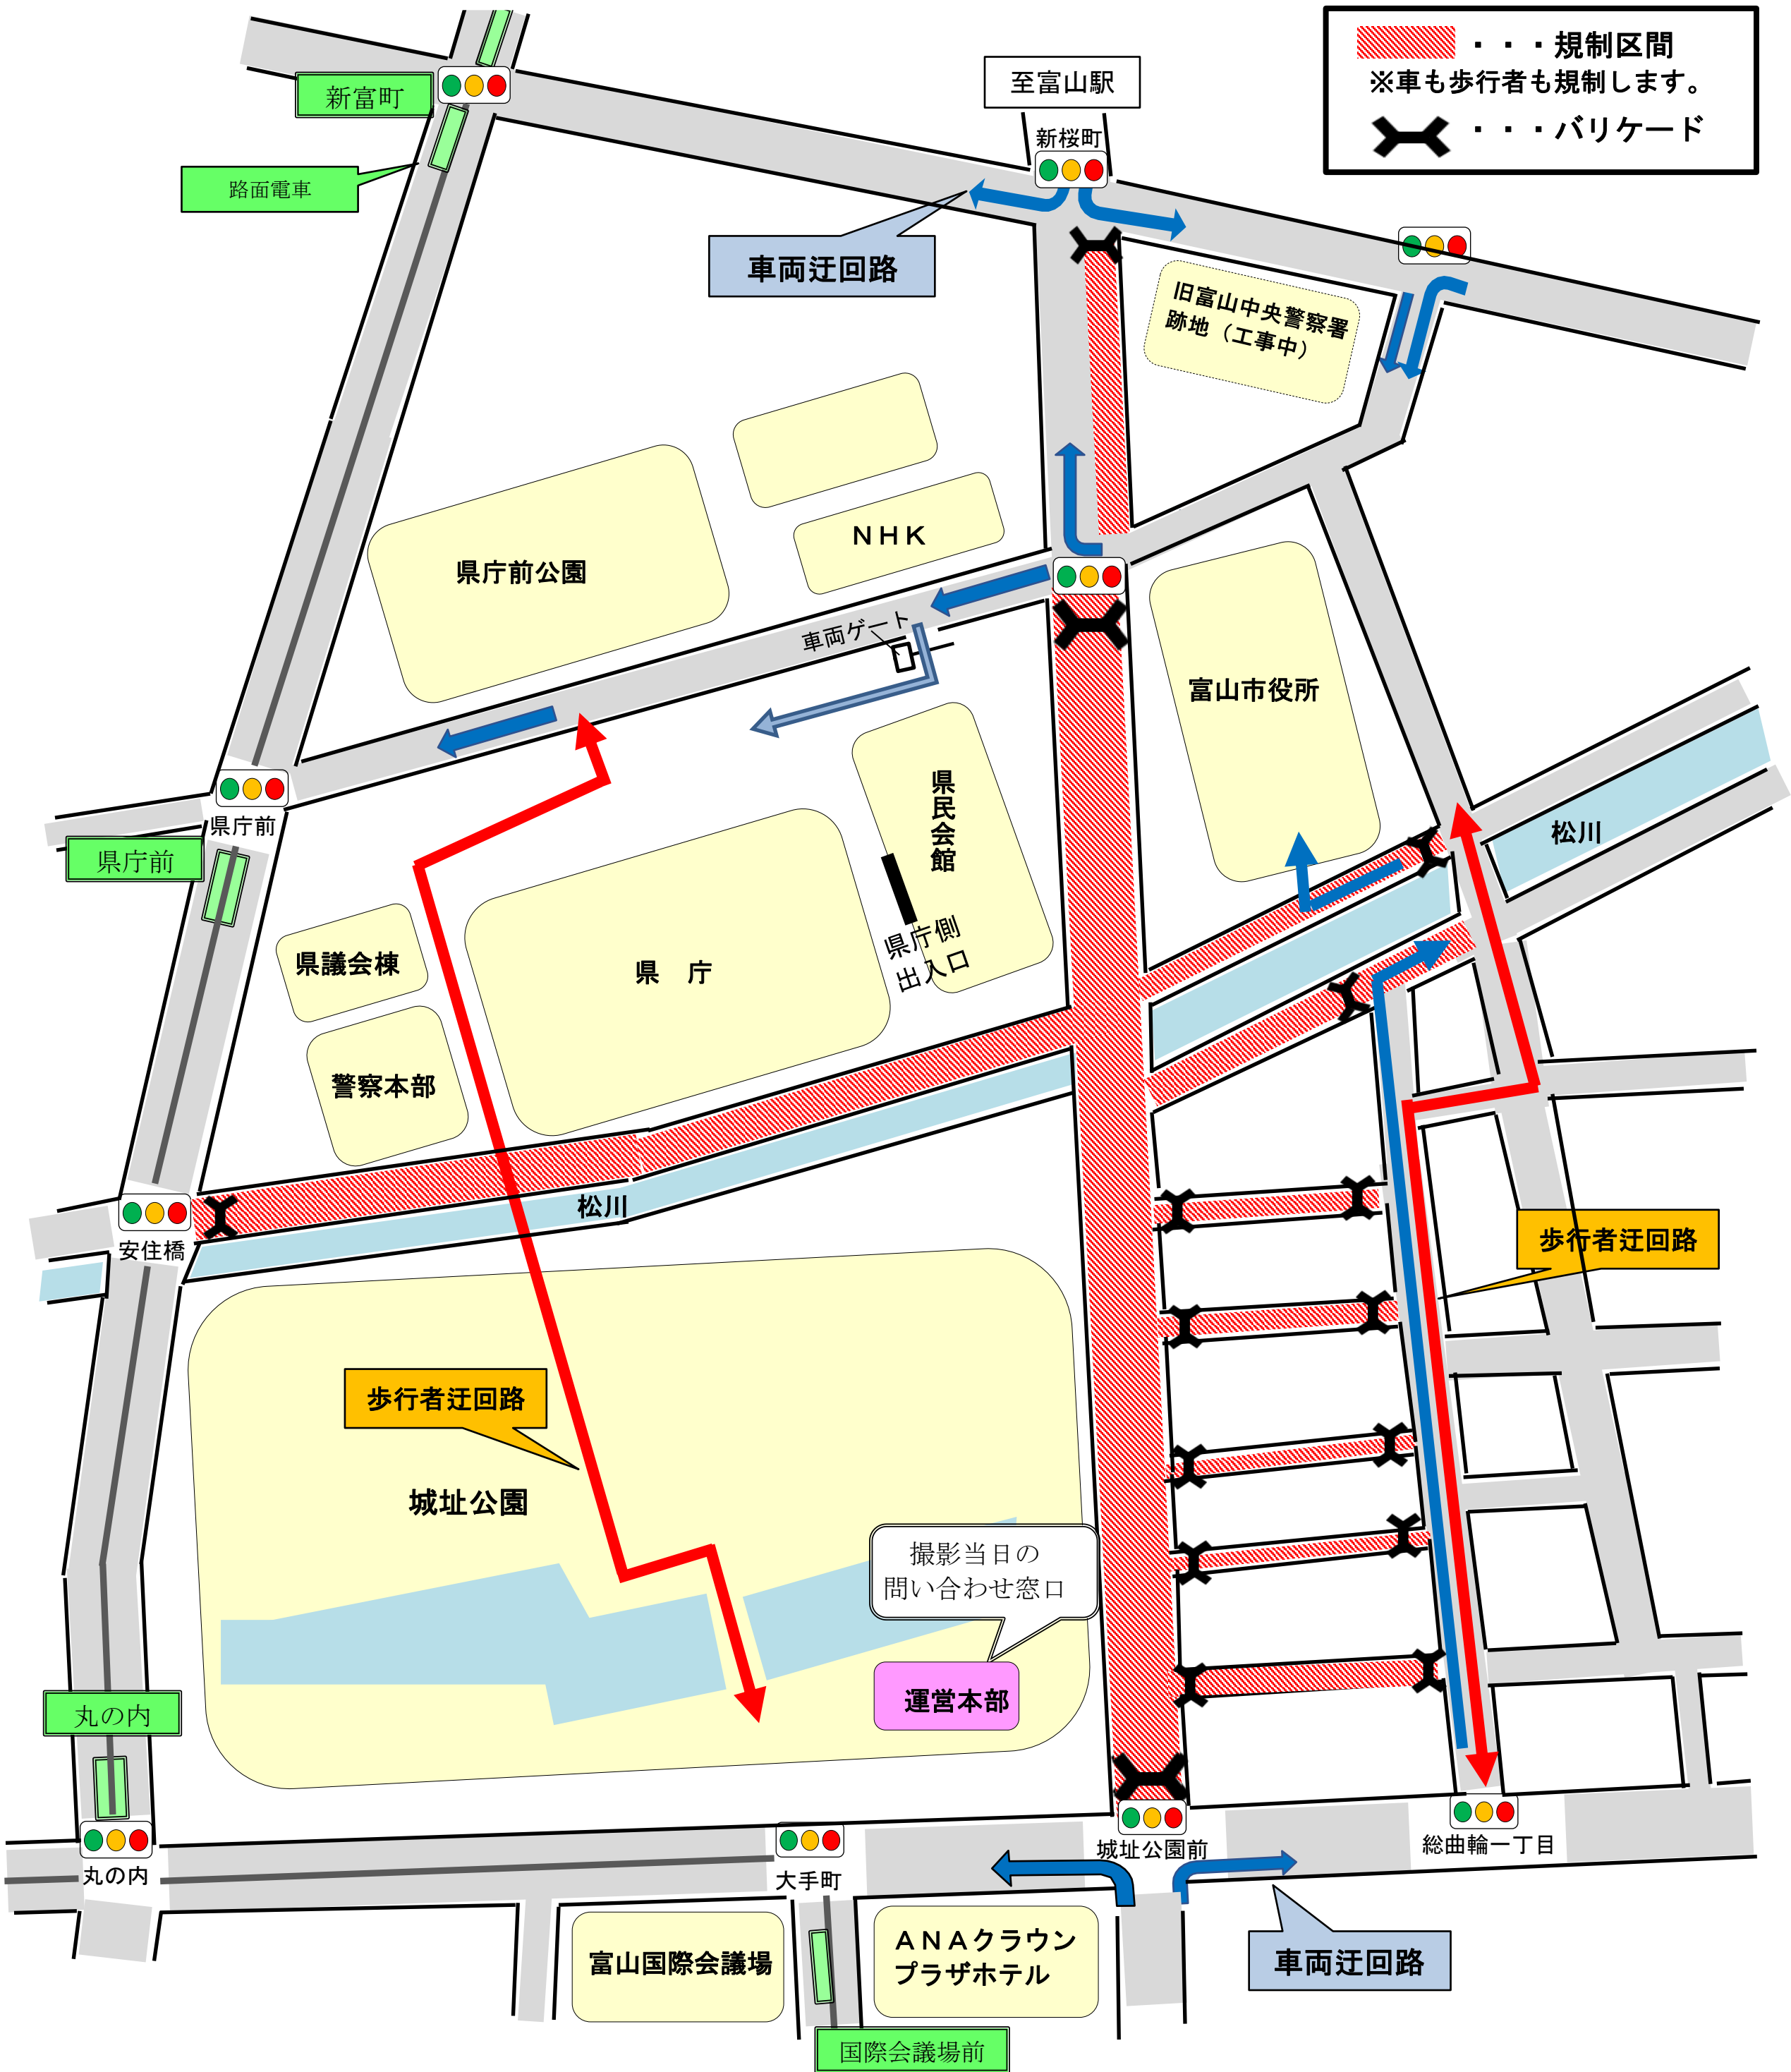 ・・・規制区間
※車も歩行者も規制します。
・・・バリケード
至富山駅
新桜町
新富町
路面電車
車両迂回路
旧富山中央警察署
跡地（工事中）
ＮＨＫ
県庁前公園
車両ゲート
富山市役所
県庁前
県庁前
県民会館
松川
県庁側
出入口
県議会棟
県　庁
警察本部
松川
安住橋
歩行者迂回路
歩行者迂回路
城址公園
撮影当日の
問い合わせ窓口
運営本部
丸の内
丸の内
大手町
城址公園前
総曲輪一丁目
富山国際会議場
ＡＮＡクラウン
プラザホテル
車両迂回路
国際会議場前